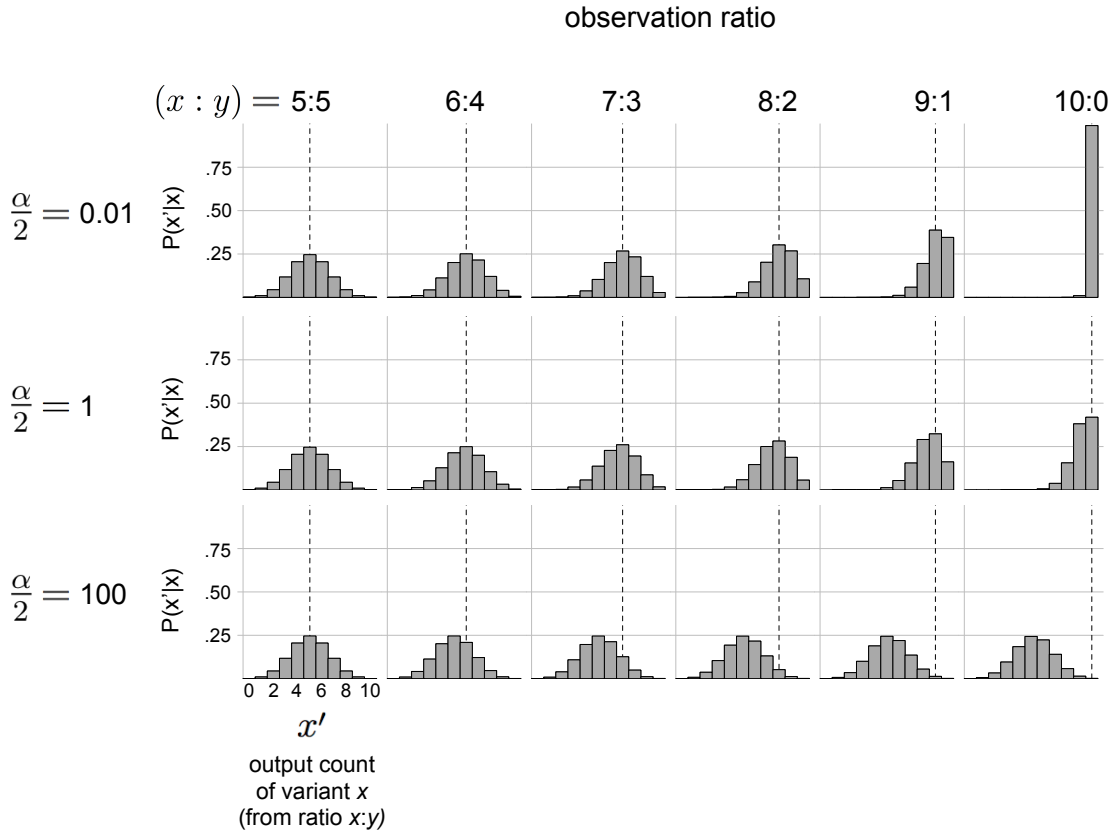 observation ratio
(x : y) = 5:5 6:4 7:3 8:2 9:1 10:0
α/2 = 0.01
P(x'|x)
.75
.50
.25
α/2 = 1
P(x'|x)
.75
.50
.25
α/2 = 100
P(x'|x)
.75
.50
.25
0 2 4 6 8 10
x′
output count
of variant x
(from ratio x:y)